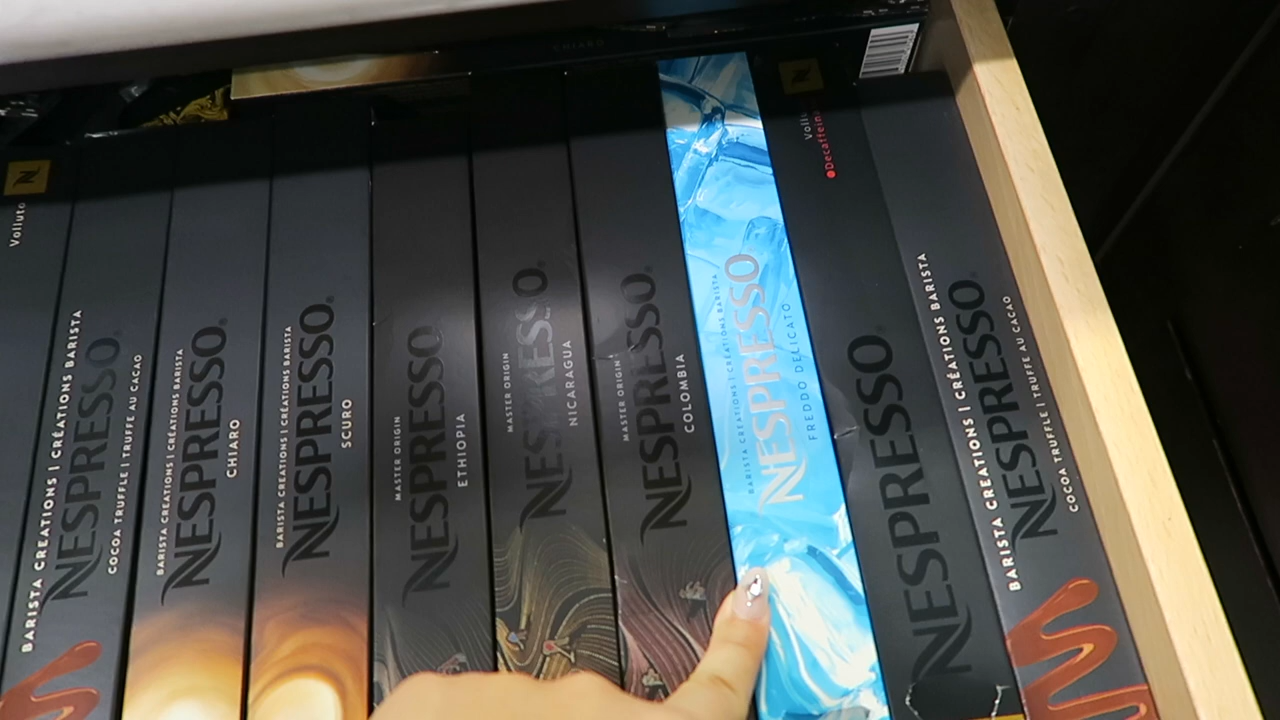 Volluto
BARISTA CREATIONS | CRÉATIONS BARISTA
NESPRESSO®
COCOA TRUFFLE | TRUFFE AU CACAO
BARISTA CREATIONS | CRÉATIONS BARISTA
NESPRESSO®
CHIARO
BARISTA CREATIONS | CRÉATIONS BARISTA
NESPRESSO®
SCURO
MASTER ORIGIN
NESPRESSO®
ETHIOPIA
MASTER ORIGIN
NESPRESSO®
NICARAGUA
MASTER ORIGIN
NESPRESSO®
COLOMBIA
BARISTA CREATIONS | CRÉATIONS BARISTA
NESPRESSO
FREDDO DELICATO
NESPRESSO®
BARISTA CREATIONS | CRÉATIONS BARISTA
NESPRESSO®
COCOA TRUFFLE | TRUFFE AU CACAO
CHIARO